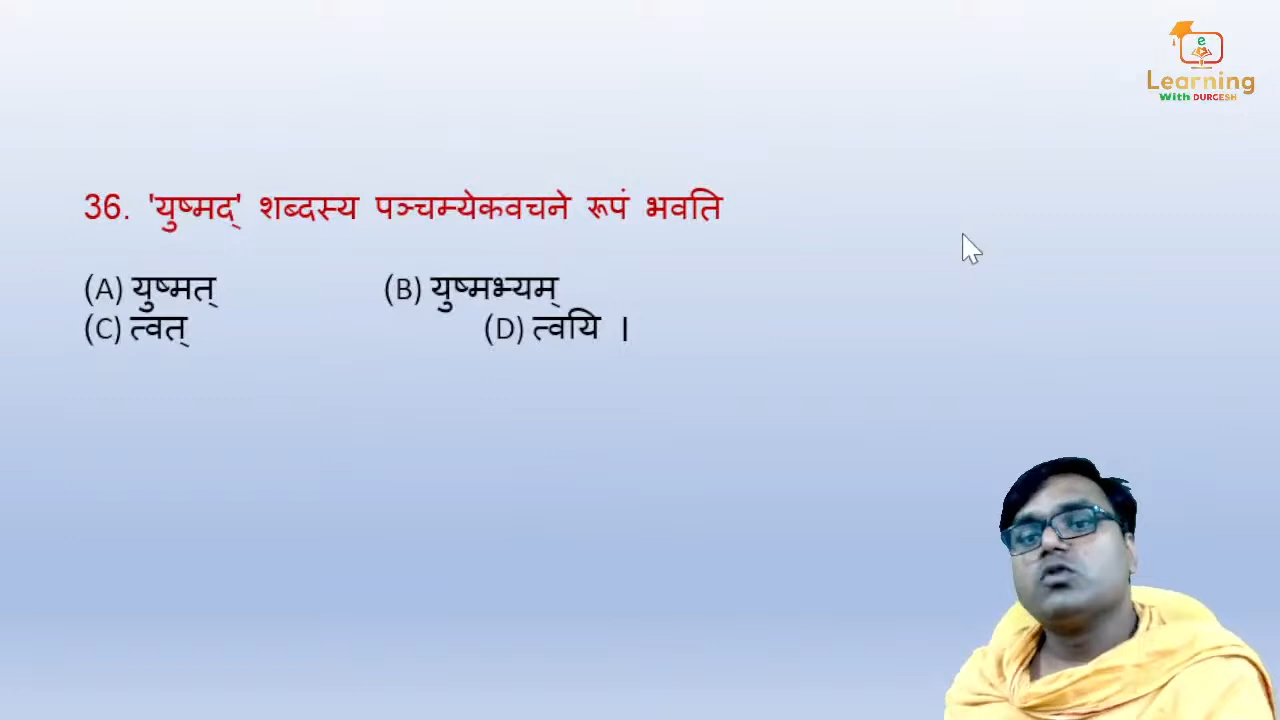 e
Learning
With DURGESH
36. 'युष्मद्' शब्दस्य पञ्चम्येकवचने रूपं भवति
(A) युष्मत् (B) युष्मभ्यम्
(C) त्वत् (D) त्वयि ।